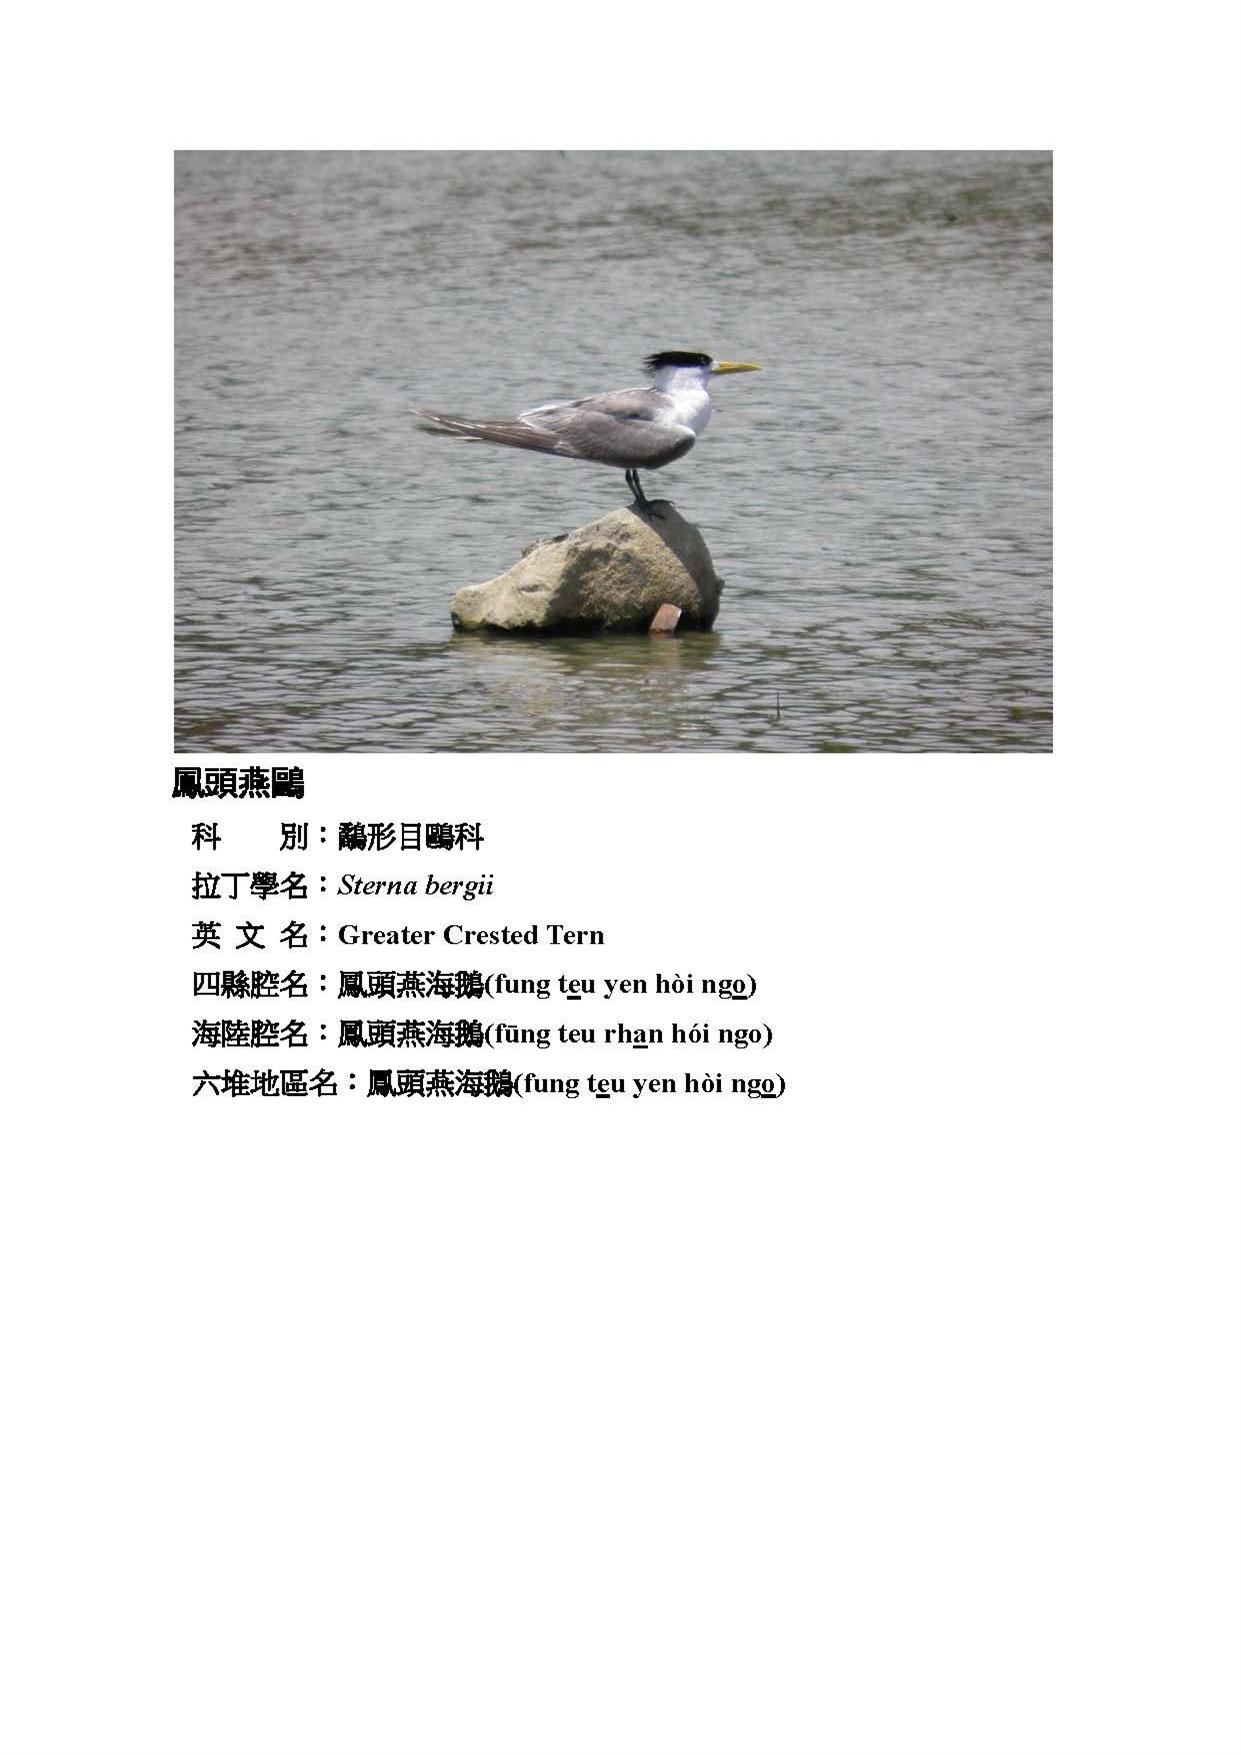 鳳頭燕鷗
科　　別：鷸形目鷗科
拉丁學名：Sterna bergii
英 文 名：Greater Crested Tern
四縣腔名：鳳頭燕海鵝(fung teu yen hòi ngo)
海陸腔名：鳳頭燕海鵝(fūng teu rhan hói ngo)
六堆地區名：鳳頭燕海鵝(fung teu yen hòi ngo)